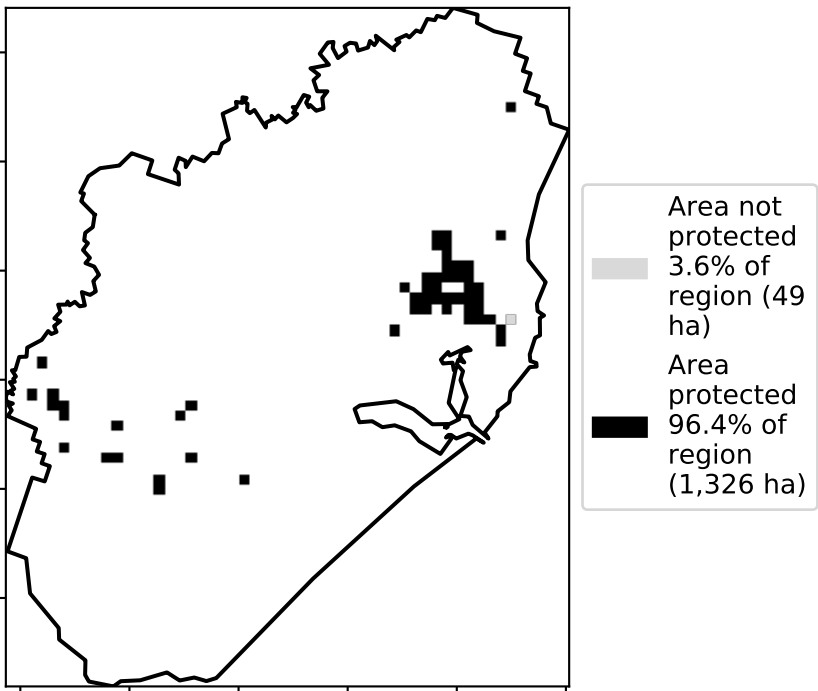 Area not
protected
3.6% of
region (49
ha)
Area
protected
96.4% of
region
(1,326 ha)